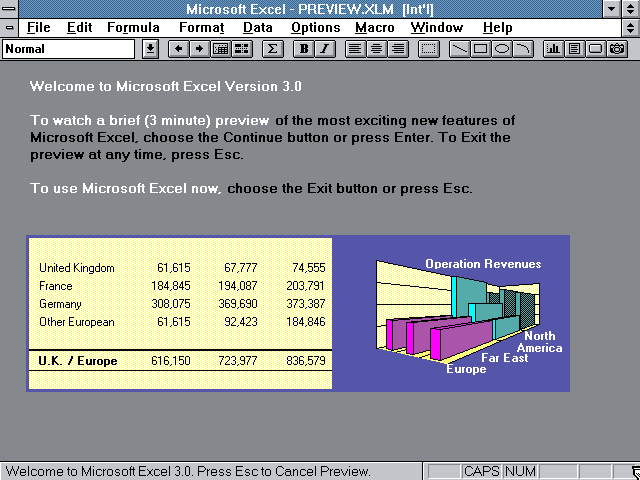 Microsoft Excel - PREVIEW.XLM [Int'l]
File Edit Formula Format Data Options Macro Window Help
Normal Σ B I
Welcome to Microsoft Excel Version 3.0
To watch a brief (3 minute) preview of the most exciting new features of
Microsoft Excel, choose the Continue button or press Enter. To Exit the
preview at any time, press Esc.
To use Microsoft Excel now, choose the Exit button or press Esc.
United Kingdom 61,615 67,777 74,555
France 184,845 194,087 203,791
Germany 308,075 369,690 373,387
Other European 61,615 92,423 184,846
U.K. / Europe 616,150 723,977 836,579
Operation Revenues
North
America
Far East
Europe
Welcome to Microsoft Excel 3.0. Press Esc to Cancel Preview. CAPS NUM